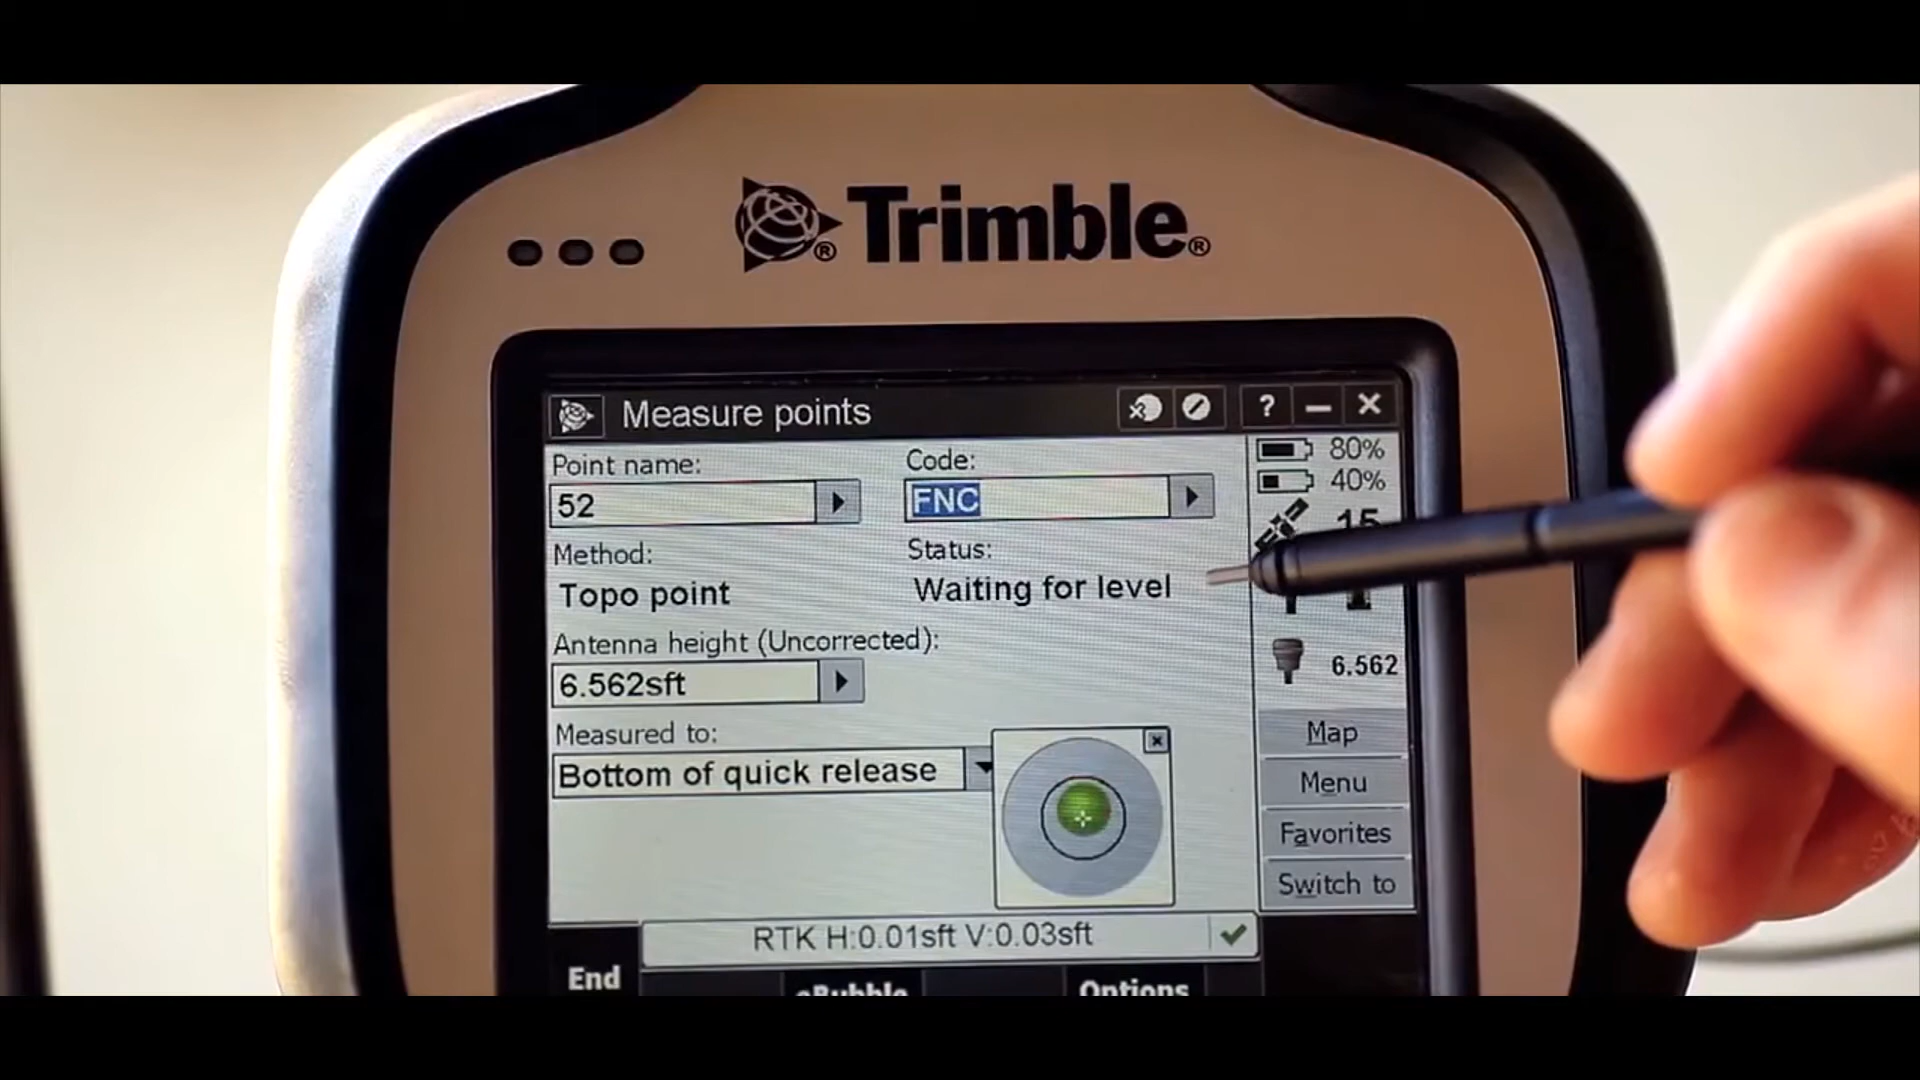 Trimble®
Measure points
Point name:
Code:
80%
52
FNC
40%
15
Method:
Status:
Topo point
Waiting for level
Antenna height (Uncorrected):
6.562sft
6.562
Measured to:
Bottom of quick release
Map
Menu
Favorites
Switch to
RTK H:0.01sft V:0.03sft
End
eBubble
Options